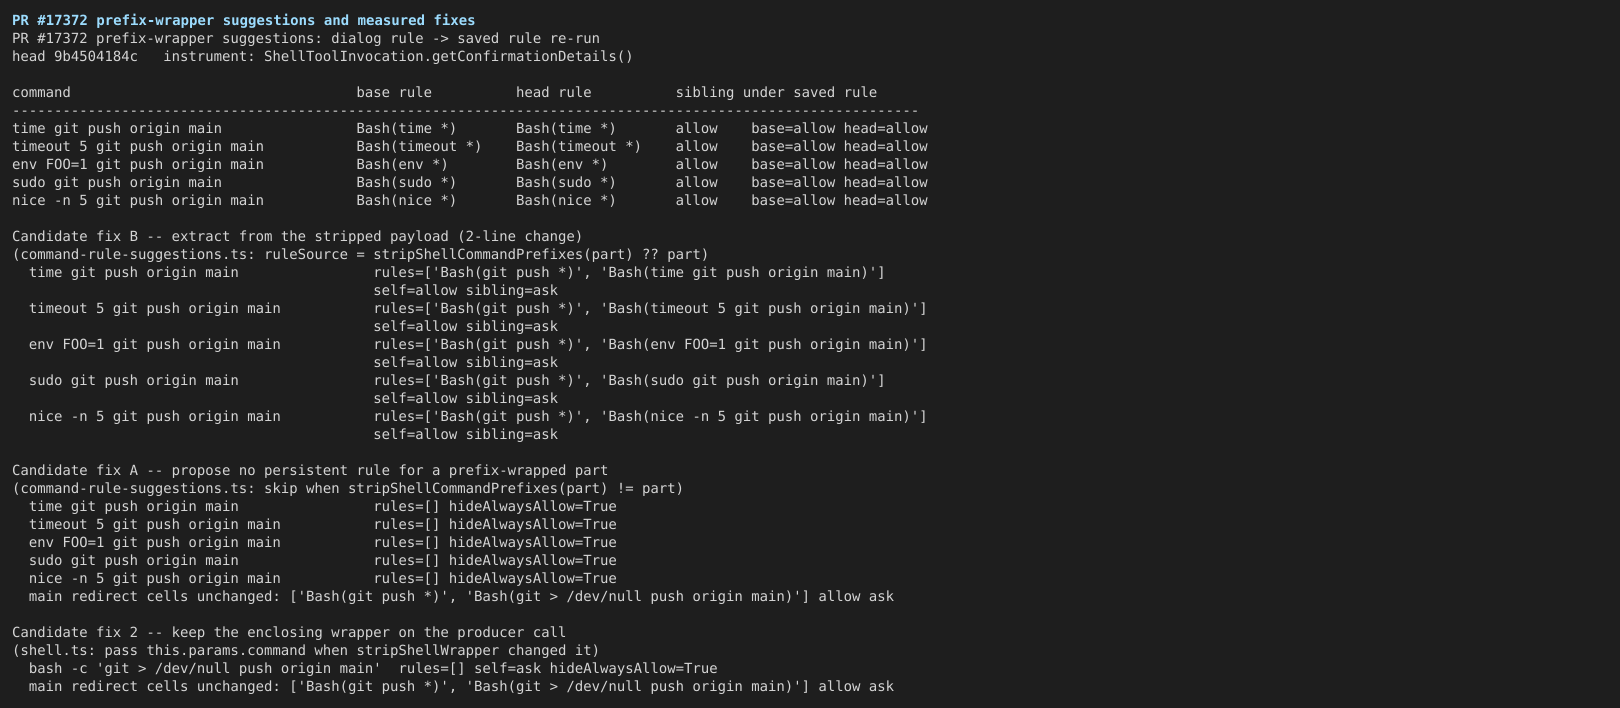 PR #17372 prefix-wrapper suggestions and measured fixes
PR #17372 prefix-wrapper suggestions: dialog rule -> saved rule re-run
head 9b4504184c   instrument: ShellToolInvocation.getConfirmationDetails()
command                                  base rule          head rule          sibling under saved rule
------------------------------------------------------------------------------------------------------------
time git push origin main                Bash(time *)       Bash(time *)       allow    base=allow head=allow
timeout 5 git push origin main           Bash(timeout *)    Bash(timeout *)    allow    base=allow head=allow
env FOO=1 git push origin main           Bash(env *)        Bash(env *)        allow    base=allow head=allow
sudo git push origin main                Bash(sudo *)       Bash(sudo *)       allow    base=allow head=allow
nice -n 5 git push origin main           Bash(nice *)       Bash(nice *)       allow    base=allow head=allow
Candidate fix B -- extract from the stripped payload (2-line change)
(command-rule-suggestions.ts: ruleSource = stripShellCommandPrefixes(part) ?? part)
  time git push origin main                rules=['Bash(git push *)', 'Bash(time git push origin main)']
                                           self=allow sibling=ask
  timeout 5 git push origin main           rules=['Bash(git push *)', 'Bash(timeout 5 git push origin main)']
                                           self=allow sibling=ask
  env FOO=1 git push origin main           rules=['Bash(git push *)', 'Bash(env FOO=1 git push origin main)']
                                           self=allow sibling=ask
  sudo git push origin main                rules=['Bash(git push *)', 'Bash(sudo git push origin main)']
                                           self=allow sibling=ask
  nice -n 5 git push origin main           rules=['Bash(git push *)', 'Bash(nice -n 5 git push origin main)']
                                           self=allow sibling=ask
Candidate fix A -- propose no persistent rule for a prefix-wrapped part
(command-rule-suggestions.ts: skip when stripShellCommandPrefixes(part) != part)
  time git push origin main                rules=[] hideAlwaysAllow=True
  timeout 5 git push origin main           rules=[] hideAlwaysAllow=True
  env FOO=1 git push origin main           rules=[] hideAlwaysAllow=True
  sudo git push origin main                rules=[] hideAlwaysAllow=True
  nice -n 5 git push origin main           rules=[] hideAlwaysAllow=True
  main redirect cells unchanged: ['Bash(git push *)', 'Bash(git > /dev/null push origin main)'] allow ask
Candidate fix 2 -- keep the enclosing wrapper on the producer call
(shell.ts: pass this.params.command when stripShellWrapper changed it)
  bash -c 'git > /dev/null push origin main'  rules=[] self=ask hideAlwaysAllow=True
  main redirect cells unchanged: ['Bash(git push *)', 'Bash(git > /dev/null push origin main)'] allow ask